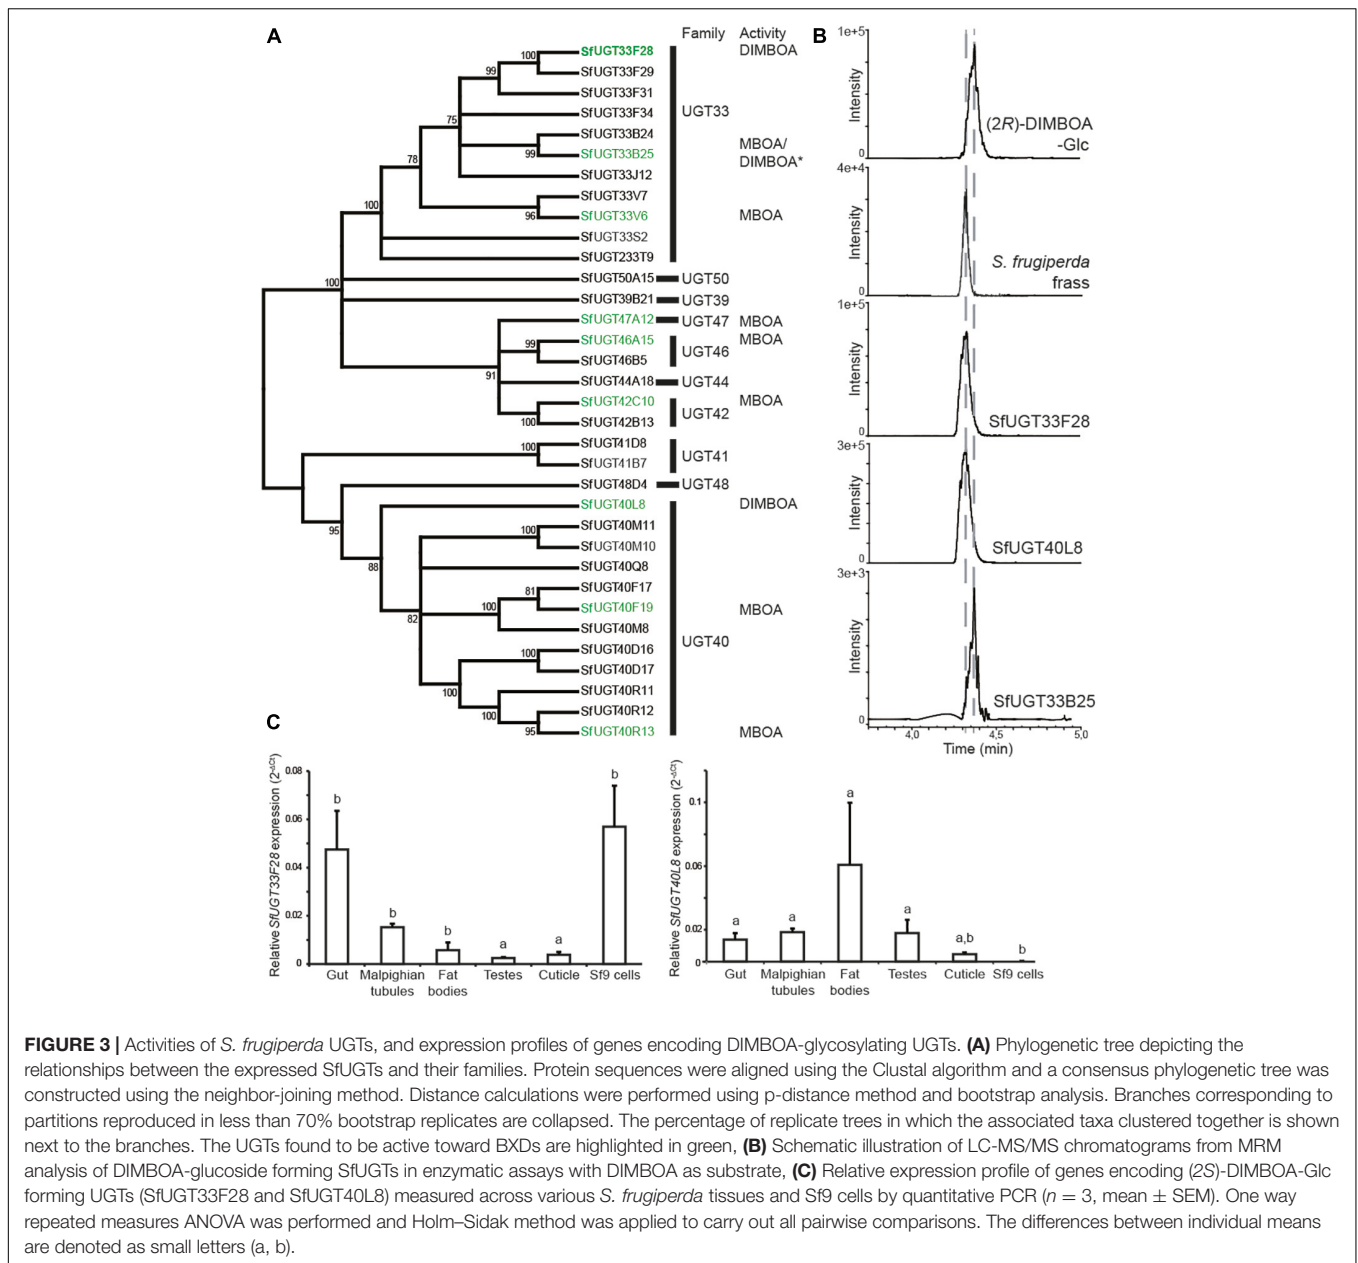 A
Family
Activity
B
SfUGT33F28
DIMBOA
SfUGT33F29
SfUGT33F31
SfUGT33F34
UGT33
SfUGT33B24
MBOA/
SfUGT33B25
DIMBOA*
SfUGT33J12
SfUGT33V7
SfUGT33V6
MBOA
SfUGT33S2
SfUGT233T9
SfUGT50A15
UGT50
SfUGT39B21
UGT39
SfUGT47A12
UGT47
MBOA
SfUGT46A15
MBOA
UGT46
SfUGT46B5
SfUGT44A18
UGT44
SfUGT42C10
MBOA
UGT42
SfUGT42B13
SfUGT41D8
UGT41
SfUGT41B7
SfUGT48D4
UGT48
SfUGT40L8
DIMBOA
SfUGT40M11
SfUGT40M10
SfUGT40Q8
SfUGT40F17
SfUGT40F19
MBOA
SfUGT40M8
UGT40
SfUGT40D16
SfUGT40D17
SfUGT40R11
SfUGT40R12
SfUGT40R13
MBOA
100
99
75
99
78
96
100
100
99
91
100
100
95
88
100
82
81
100
100
100
100
95
1e+5
Intensity
0
(2R)-DIMBOA
-Glc
4e+4
Intensity
0
S. frugiperda
frass
1e+5
Intensity
0
SfUGT33F28
3e+5
Intensity
0
SfUGT40L8
3e+3
Intensity
0
SfUGT33B25
4,0
4,5
5,0
Time (min)
C
Relative SfUGT33F28 expression (2-ΔCt)
0.08
0.06
0.04
0.02
0
b
b
b
a
a
b
Gut
Malpighian
tubules
Fat
bodies
Testes
Cuticle
Sf9 cells
Relative SfUGT40L8 expression (2-ΔCt)
0.1
0.06
0.02
0
a
a
a
a
a,b
b
Gut
Malpighian
tubules
Fat
bodies
Testes
Cuticle
Sf9 cells
FIGURE 3 | Activities of S. frugiperda UGTs, and expression profiles of genes encoding DIMBOA-glycosylating UGTs. (A) Phylogenetic tree depicting the
relationships between the expressed SfUGTs and their families. Protein sequences were aligned using the Clustal algorithm and a consensus phylogenetic tree was
constructed using the neighbor-joining method. Distance calculations were performed using p-distance method and bootstrap analysis. Branches corresponding to
partitions reproduced in less than 70% bootstrap replicates are collapsed. The percentage of replicate trees in which the associated taxa clustered together is shown
next to the branches. The UGTs found to be active toward BXDs are highlighted in green, (B) Schematic illustration of LC-MS/MS chromatograms from MRM
analysis of DIMBOA-glucoside forming SfUGTs in enzymatic assays with DIMBOA as substrate, (C) Relative expression profile of genes encoding (2S)-DIMBOA-Glc
forming UGTs (SfUGT33F28 and SfUGT40L8) measured across various S. frugiperda tissues and Sf9 cells by quantitative PCR (n = 3, mean ± SEM). One way
repeated measures ANOVA was performed and Holm–Sidak method was applied to carry out all pairwise comparisons. The differences between individual means
are denoted as small letters (a, b).